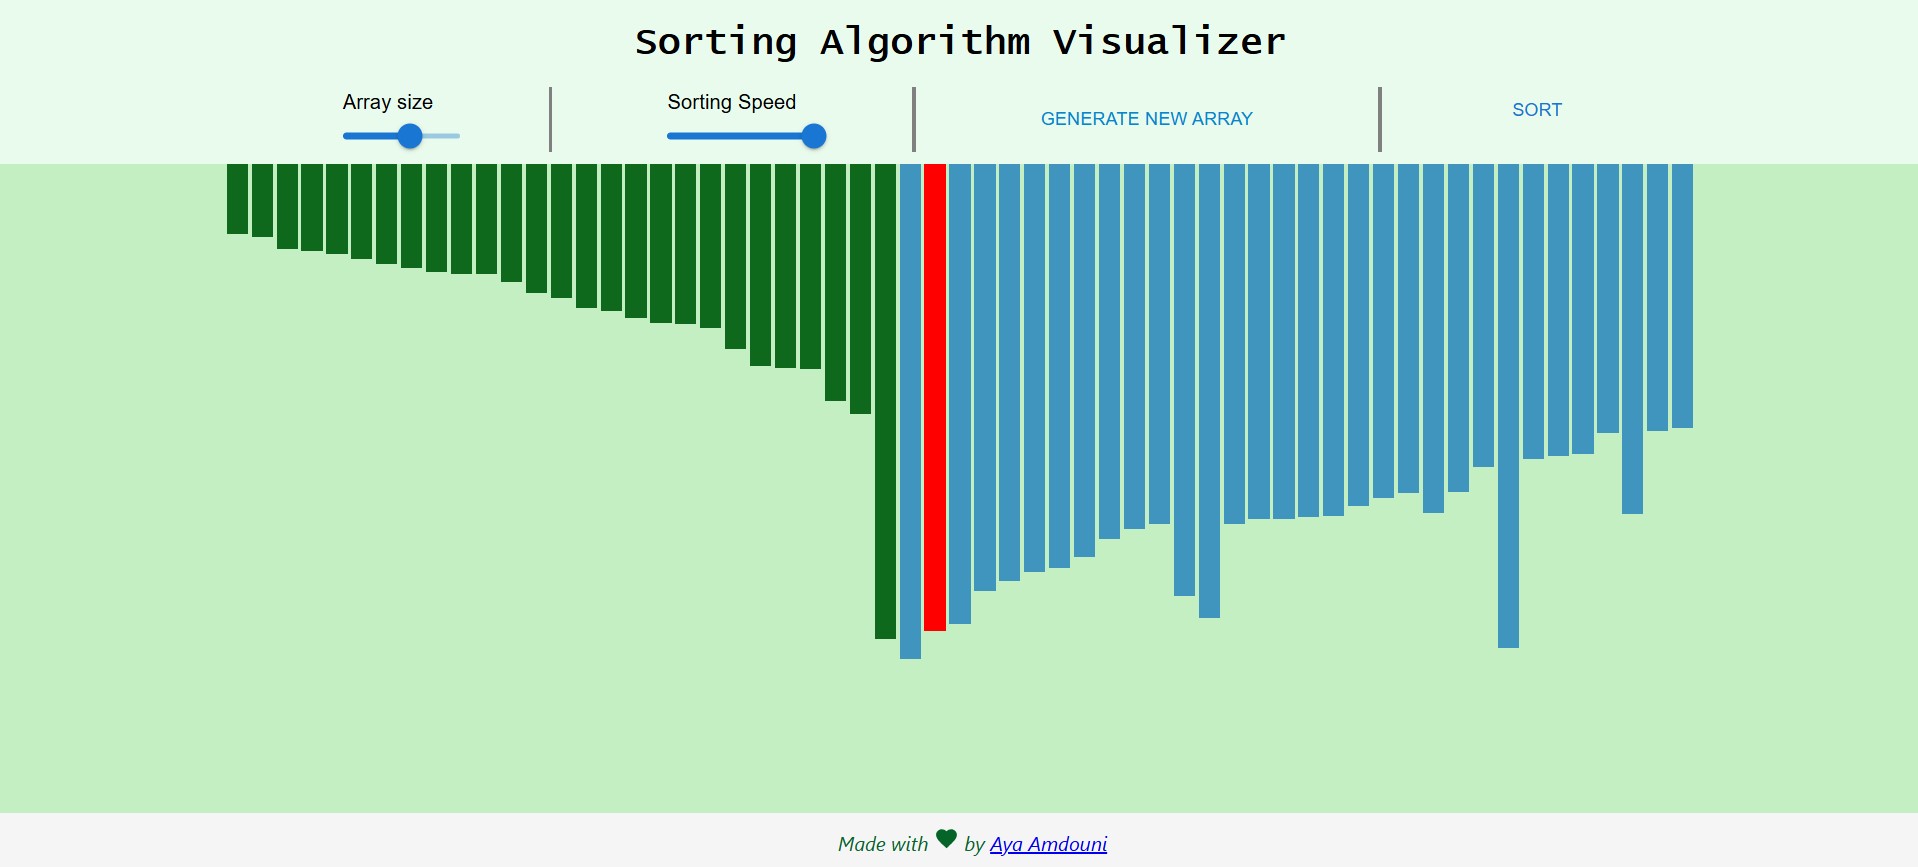 Sorting Algorithm Visualizer
Array size
Sorting Speed
GENERATE NEW ARRAY
SORT
Made with by Aya Amdouni